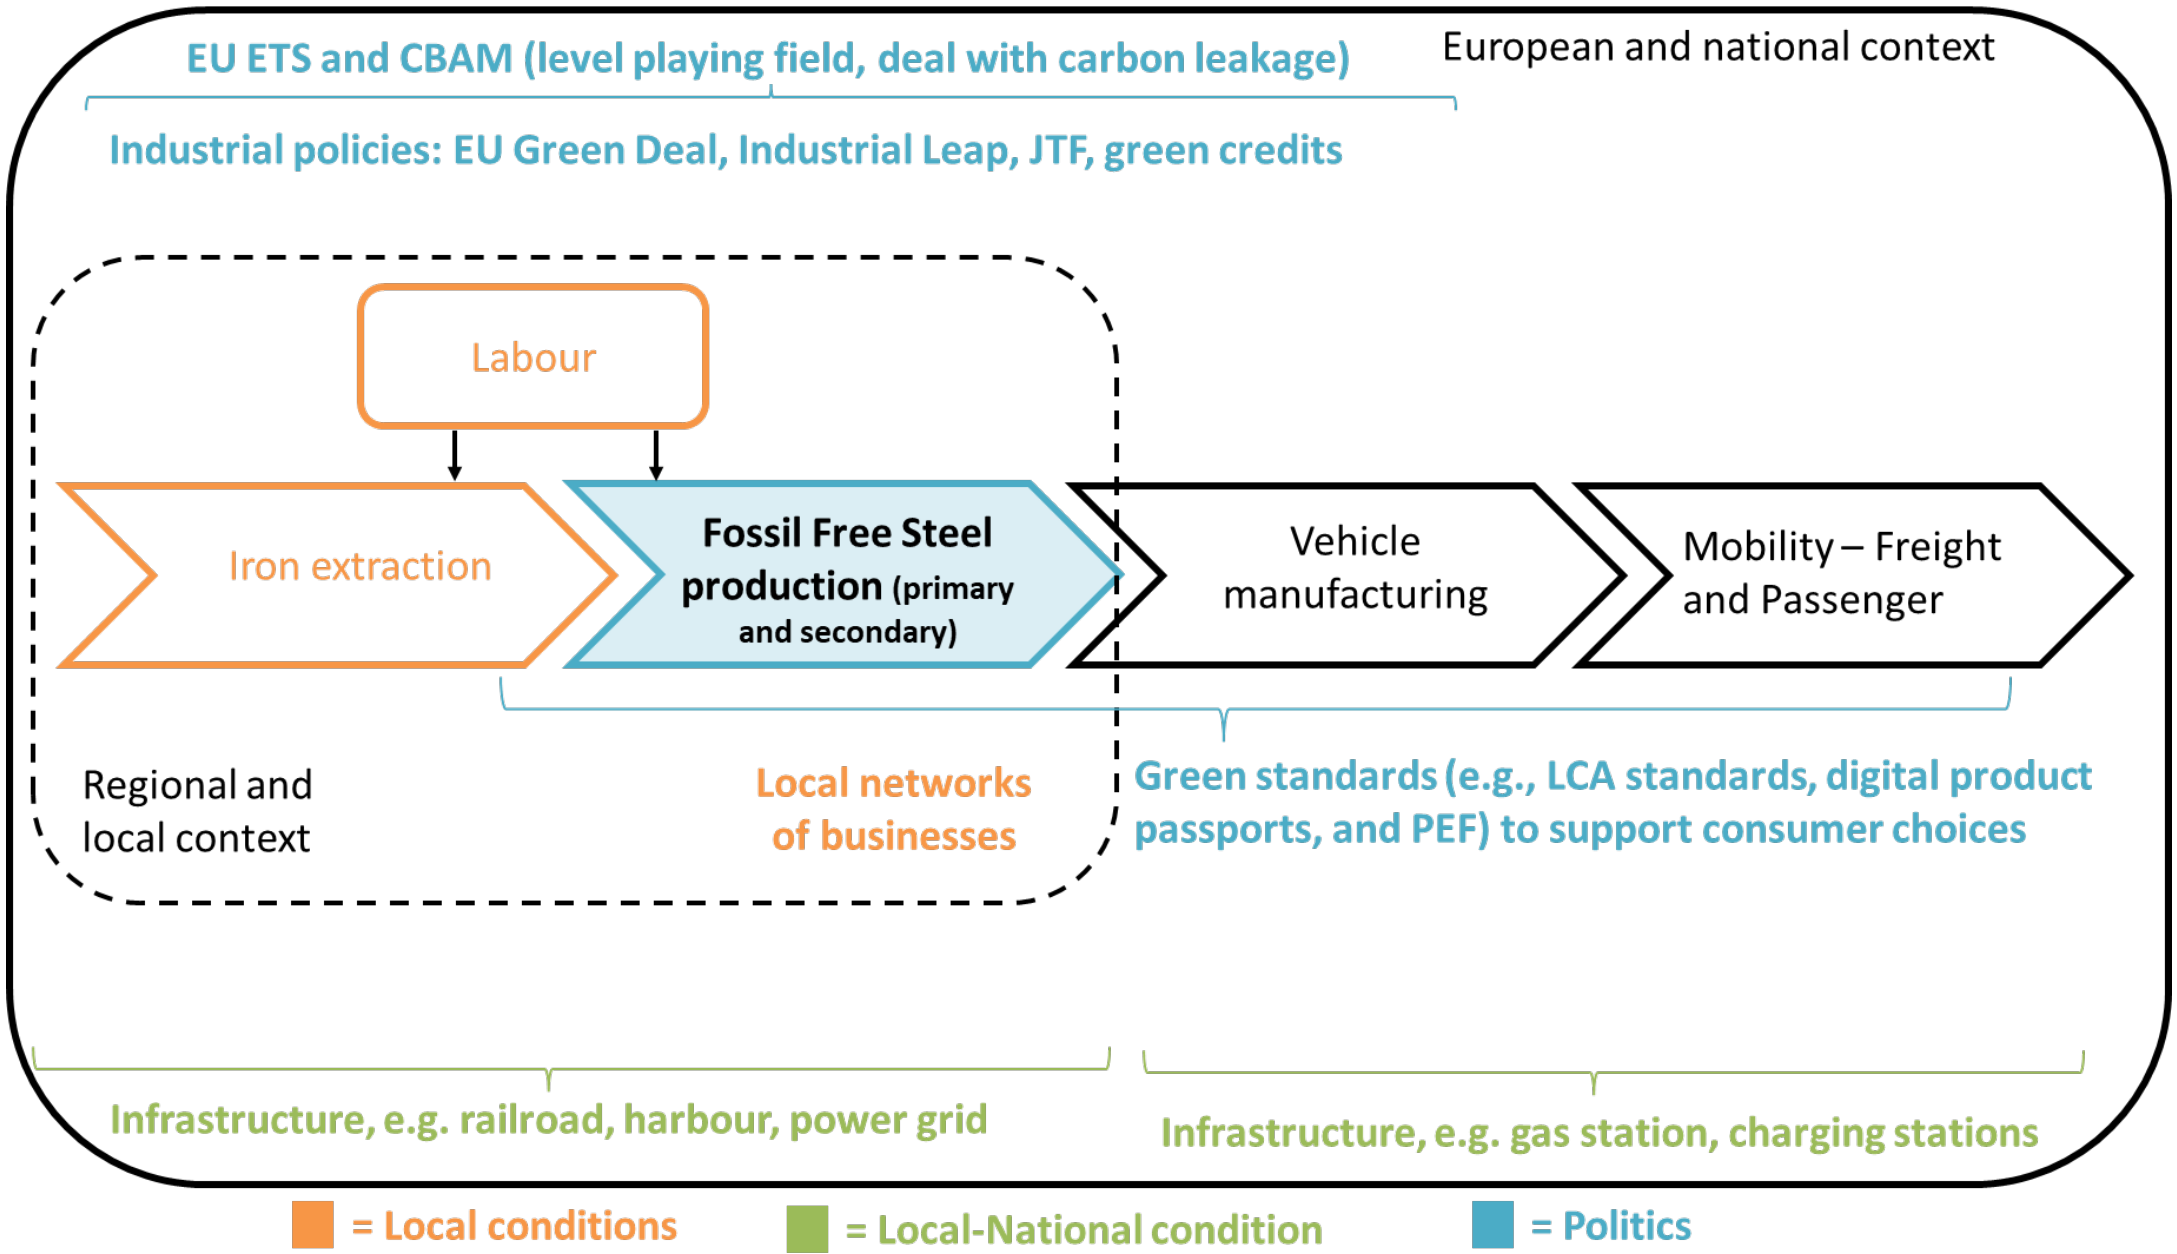 EU ETS and CBAM (level playing field, deal with carbon leakage)
European and national context
Industrial policies: EU Green Deal, Industrial Leap, JTF, green credits
Labour
Iron extraction
Fossil Free Steel
production (primary
and secondary)
Vehicle
manufacturing
Mobility – Freight
and Passenger
Regional and
local context
Local networks
of businesses
Green standards (e.g., LCA standards, digital product
passports, and PEF) to support consumer choices
Infrastructure, e.g. railroad, harbour, power grid
Infrastructure, e.g. gas station, charging stations
= Local conditions
= Local-National condition
= Politics